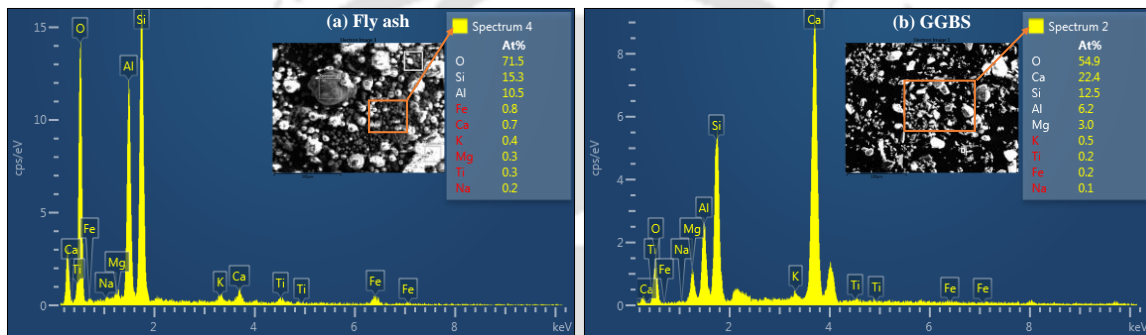 (a) Fly ash
Spectrum 4
At%
O 71.5
Si 15.3
Al 10.5
Fe 0.8
Ca 0.7
K 0.4
Mg 0.3
Ti 0.3
Na 0.2
Electron Image 3
cps/eV
15
10
5
0
O
Si
Al
Fe
Ca
Ti
Mg
Na
K
Ca
Ti
Ti
Fe
Fe
2
4
6
8
keV
(b) GGBS
Spectrum 2
At%
O 54.9
Ca 22.4
Si 12.5
Al 6.2
Mg 3.0
K 0.5
Ti 0.2
Fe 0.2
Na 0.1
cps/eV
8
6
4
2
0
Ca
Si
Al
O
Mg
Ti
Na
Fe
Ca
K
Ti
Ti
Fe
Fe
2
4
6
8
keV